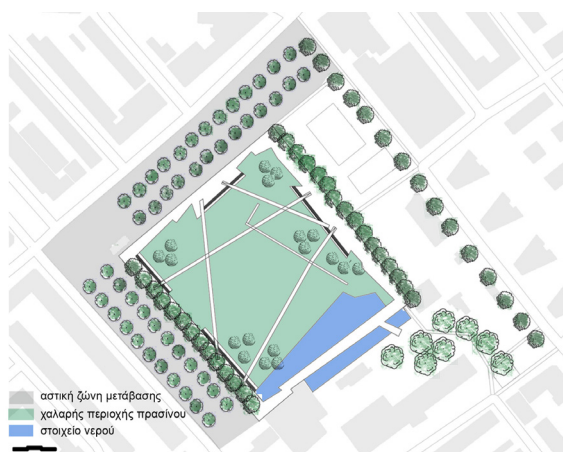 αστική ζώνη μετάβασης
χαλαρής περιοχής πρασίνου
στοιχείο νερού